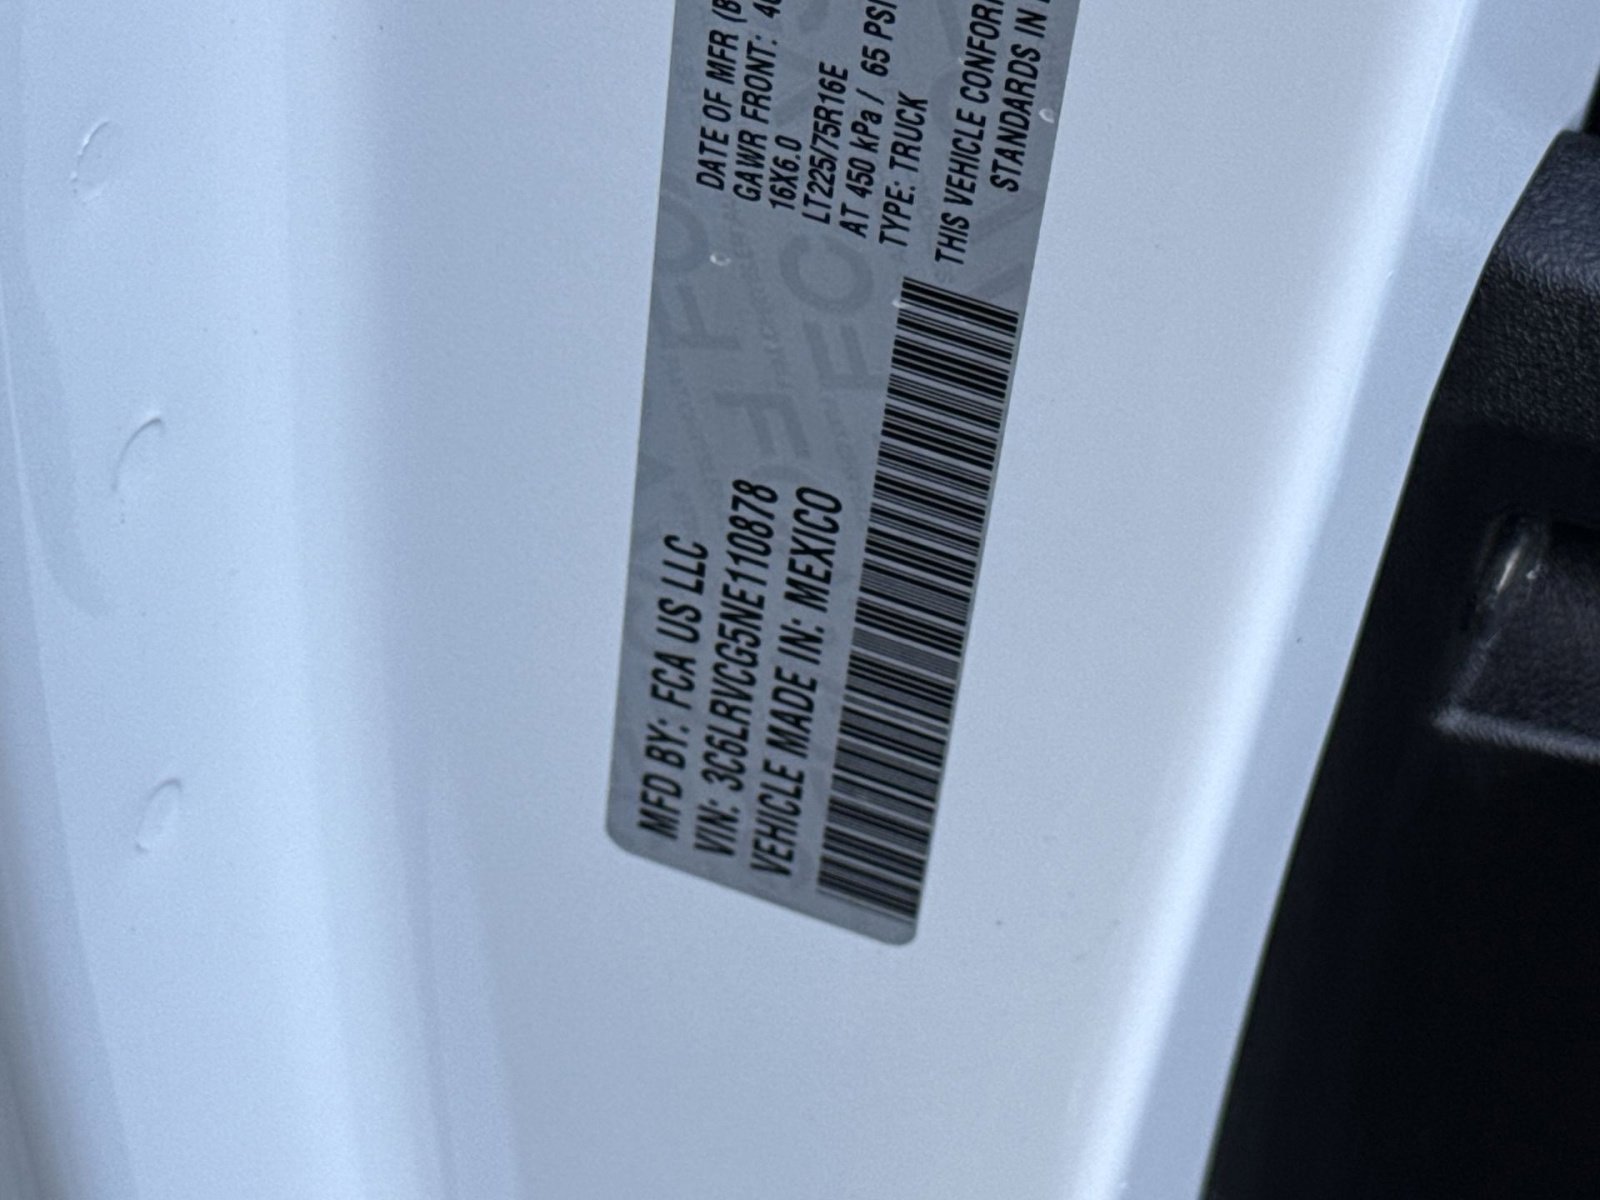 MFD BY: FCA US LLC
VIN: 3C6LRVCG5NE110878
VEHICLE MADE IN: MEXICO
DATE OF MFR
GAWR FRONT:
16X6.0
LT225/75R16E
AT 450 kPa / 65 PSI
TYPE: TRUCK
THIS VEHICLE
STANDARDS IN